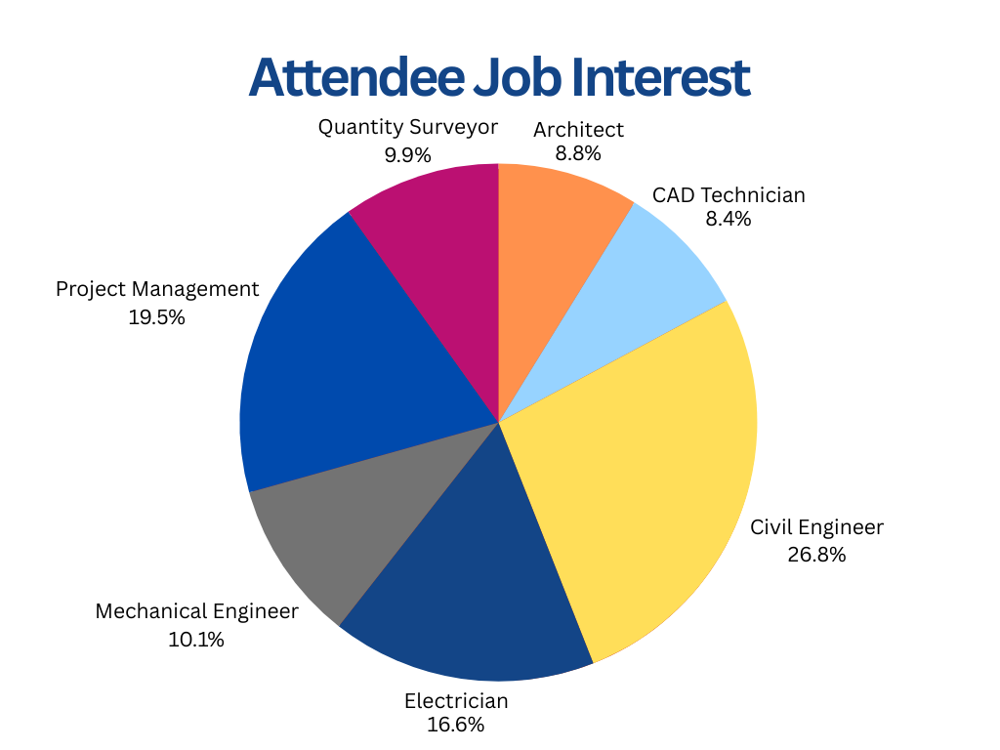 Attendee Job Interest
Quantity Surveyor
9.9%
Architect
8.8%
CAD Technician
8.4%
Project Management
19.5%
Civil Engineer
26.8%
Mechanical Engineer
10.1%
Electrician
16.6%